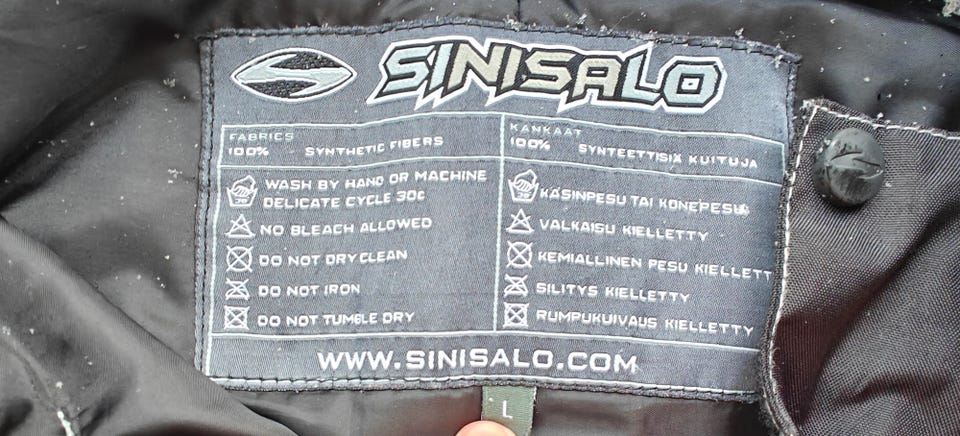 SINISALO
FABRICS
100% SYNTHETIC FIBERS
WASH BY HAND OR MACHINE
DELICATE CYCLE 30c
NO BLEACH ALLOWED
DO NOT DRYCLEAN
DO NOT IRON
DO NOT TUMBLE DRY
KANKAAT
100% SYNTEETTISIÄ KUITUJA
KÄSINPESU TAI KONEPESU
VALKAISU KIELLETTY
KEMIALLINEN PESU KIELLETT
SILITYS KIELLETTY
RUMPUKUIVAUS KIELLETTY
WWW.SINISALO.COM
L